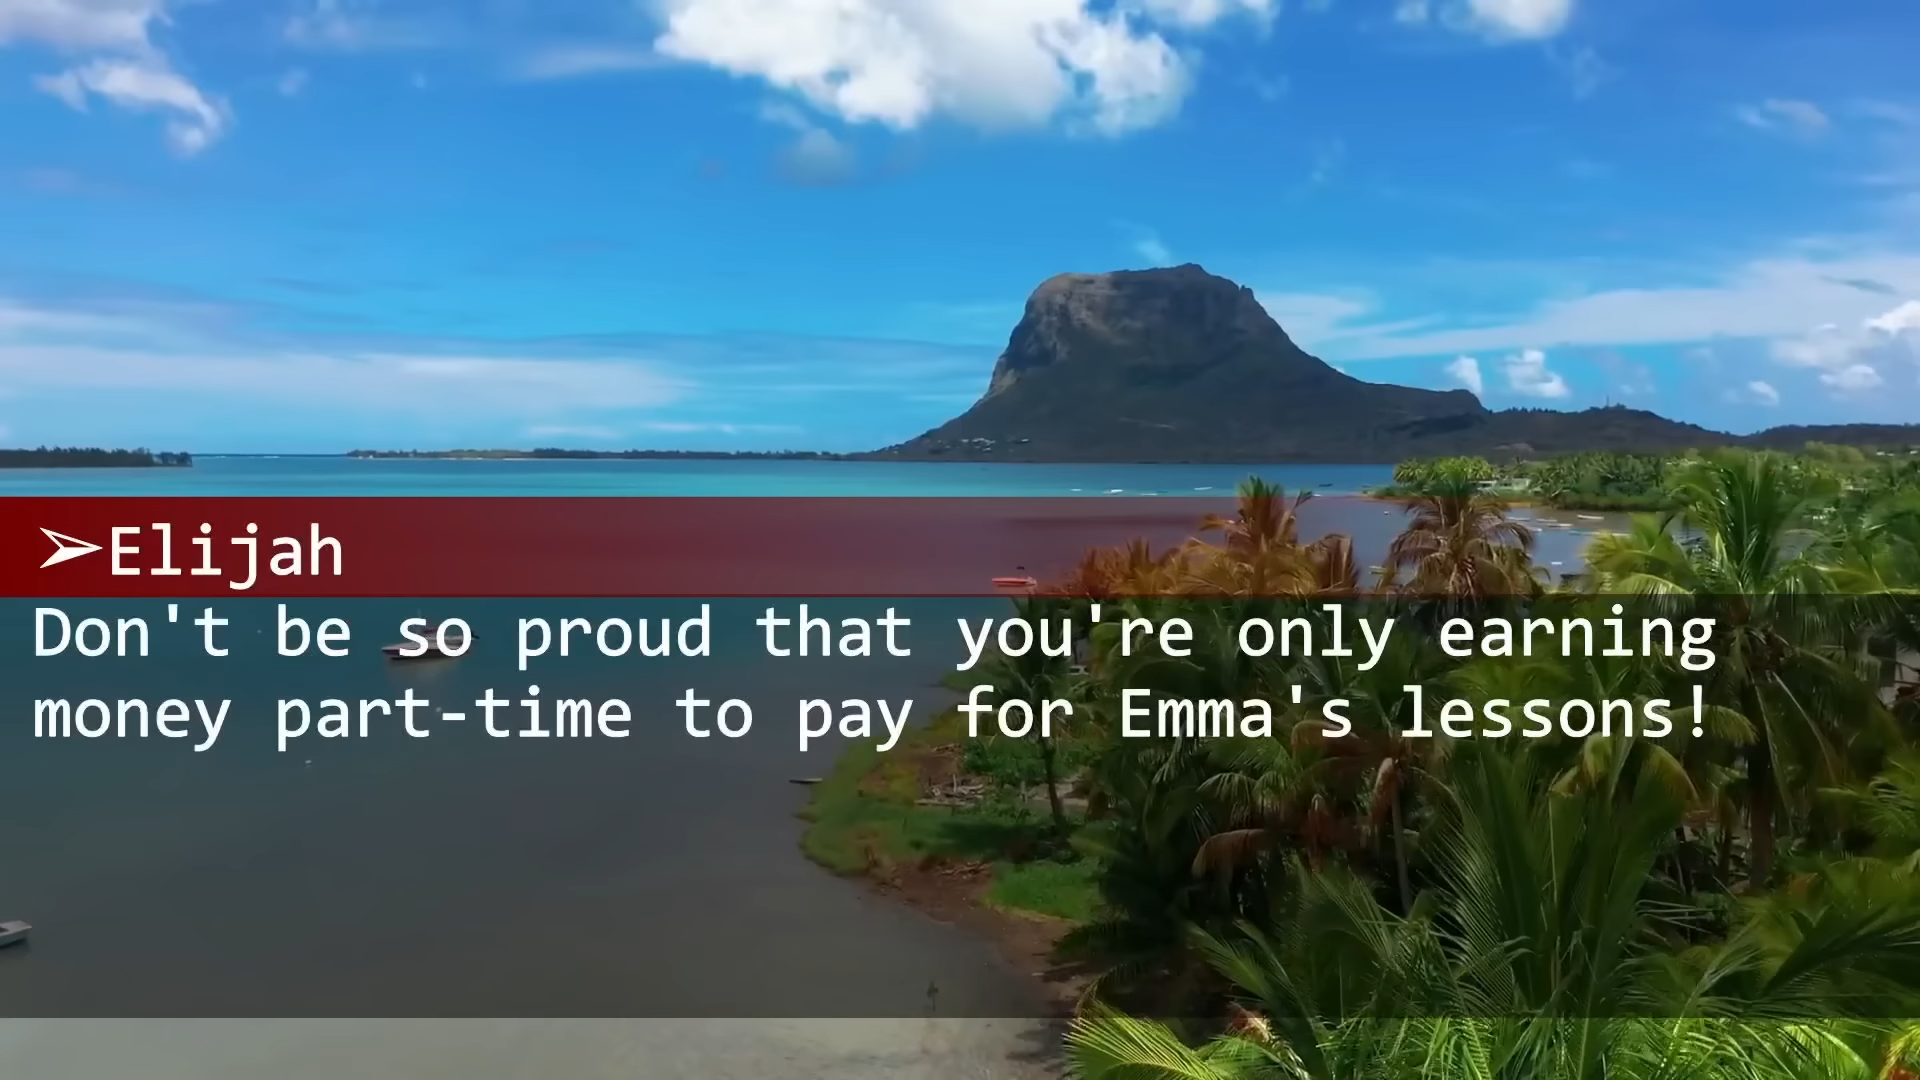 ➢Elijah
Don't be so proud that you're only earning
money part-time to pay for Emma's lessons!